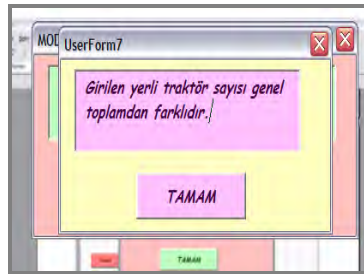 MOD
UserForm7
Girilen yerli traktör sayısı genel
toplamdan farklıdır.
TAMAM
TAMAM